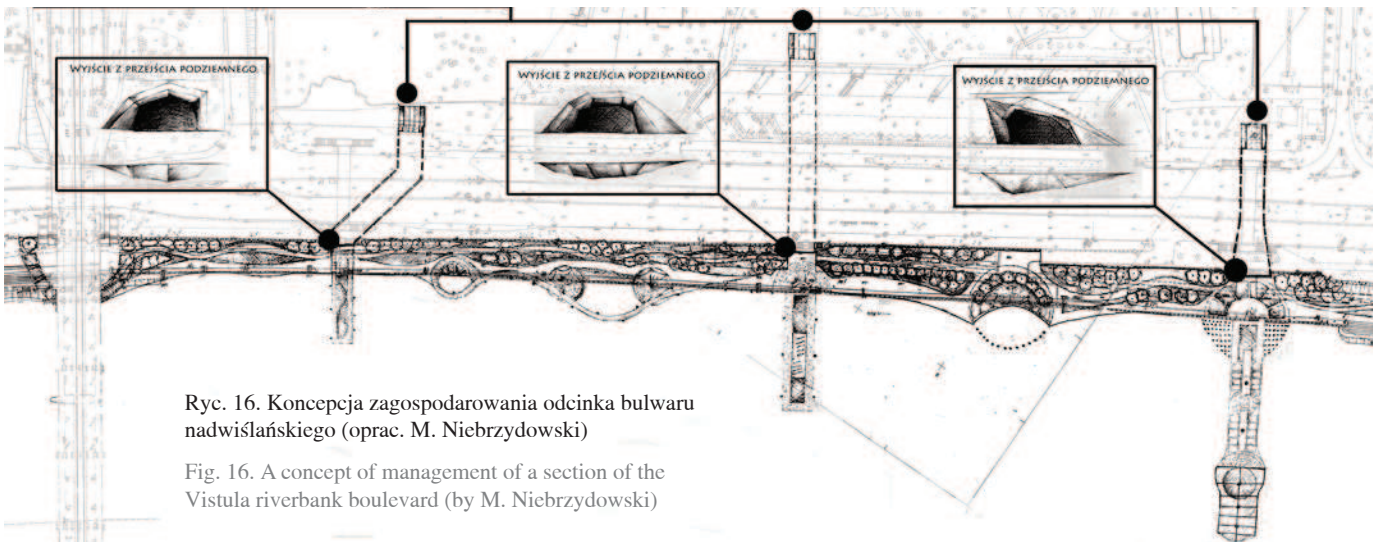 WYJŚCIE Z PRZEJŚCIA PODZIEMNEGO
WYJŚCIE Z PRZEJŚCIA PODZIEMNEGO
WYJŚCIE Z PRZEJŚCIA PODZIEMNEGO
Ryc. 16. Koncepcja zagospodarowania odcinka bulwaru
nadwiślańskiego (oprac. M. Niebrzydowski)
Fig. 16. A concept of management of a section of the
Vistula riverbank boulevard (by M. Niebrzydowski)